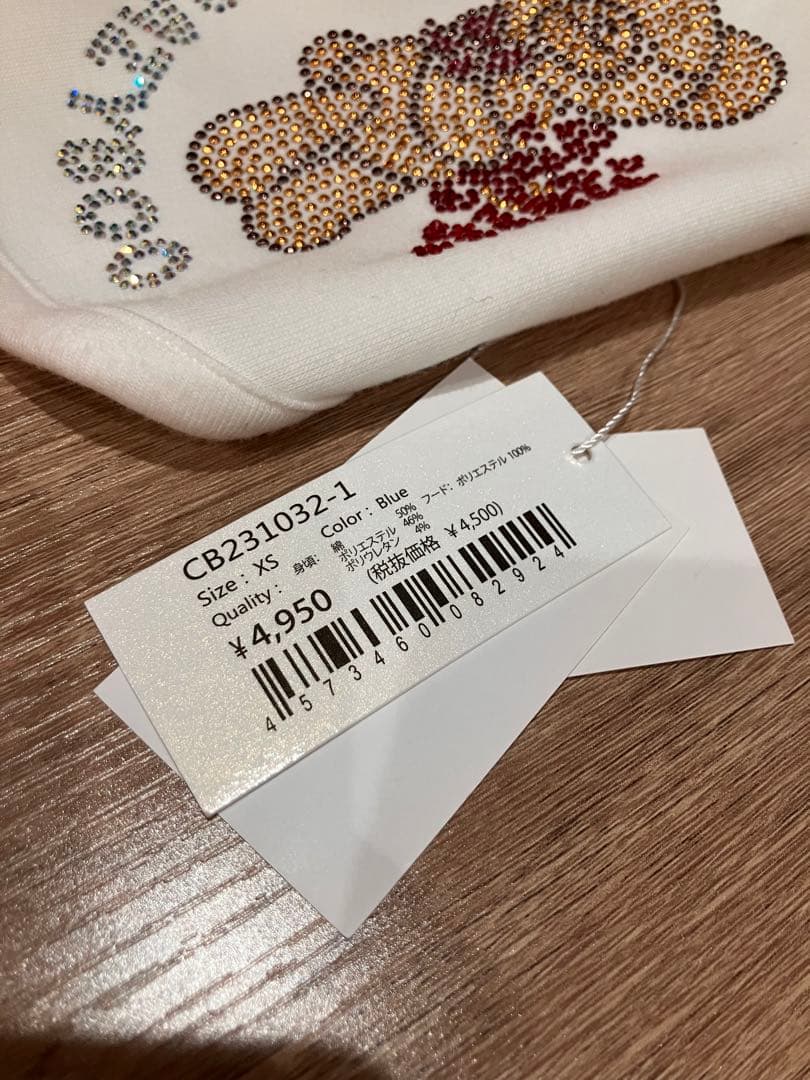 CB231032-1
Size : XS Color : Blue
Quality : 身頃: 綿 50% フード: ポリエステル 100%
ポリエステル 46%
ポリウレタン 4%
¥4,950 (税抜価格 ¥4,500)
4573460082924